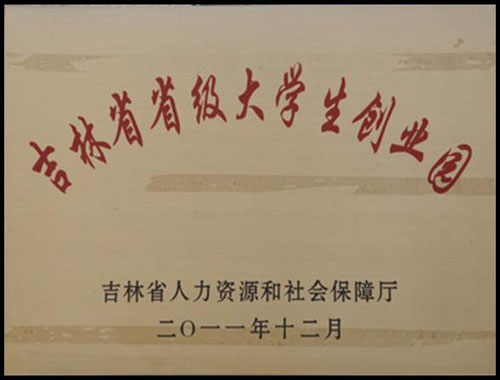 吉林省省级大学生创业园
吉林省人力资源和社会保障厅
二〇一一年十二月